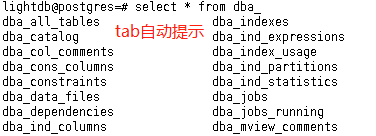 lightdb@postgres=# select * from dba_
dba_all_tables dba_indexes
tab自动提示
dba_catalog dba_ind_expressions
dba_col_comments dba_index_usage
dba_cons_columns dba_ind_partitions
dba_constraints dba_ind_statistics
dba_data_files dba_jobs
dba_dependencies dba_jobs_running
dba_ind_columns dba_mview_comments